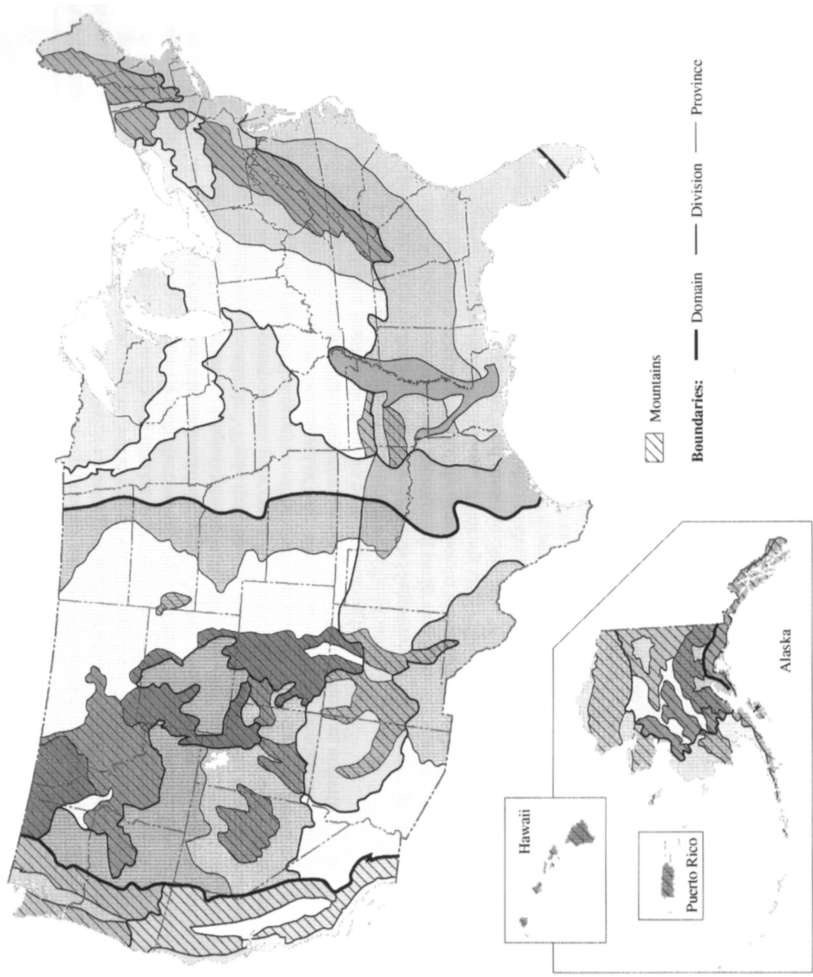 Mountains
Boundaries: Domain Division Province
Hawaii
Puerto Rico
Alaska